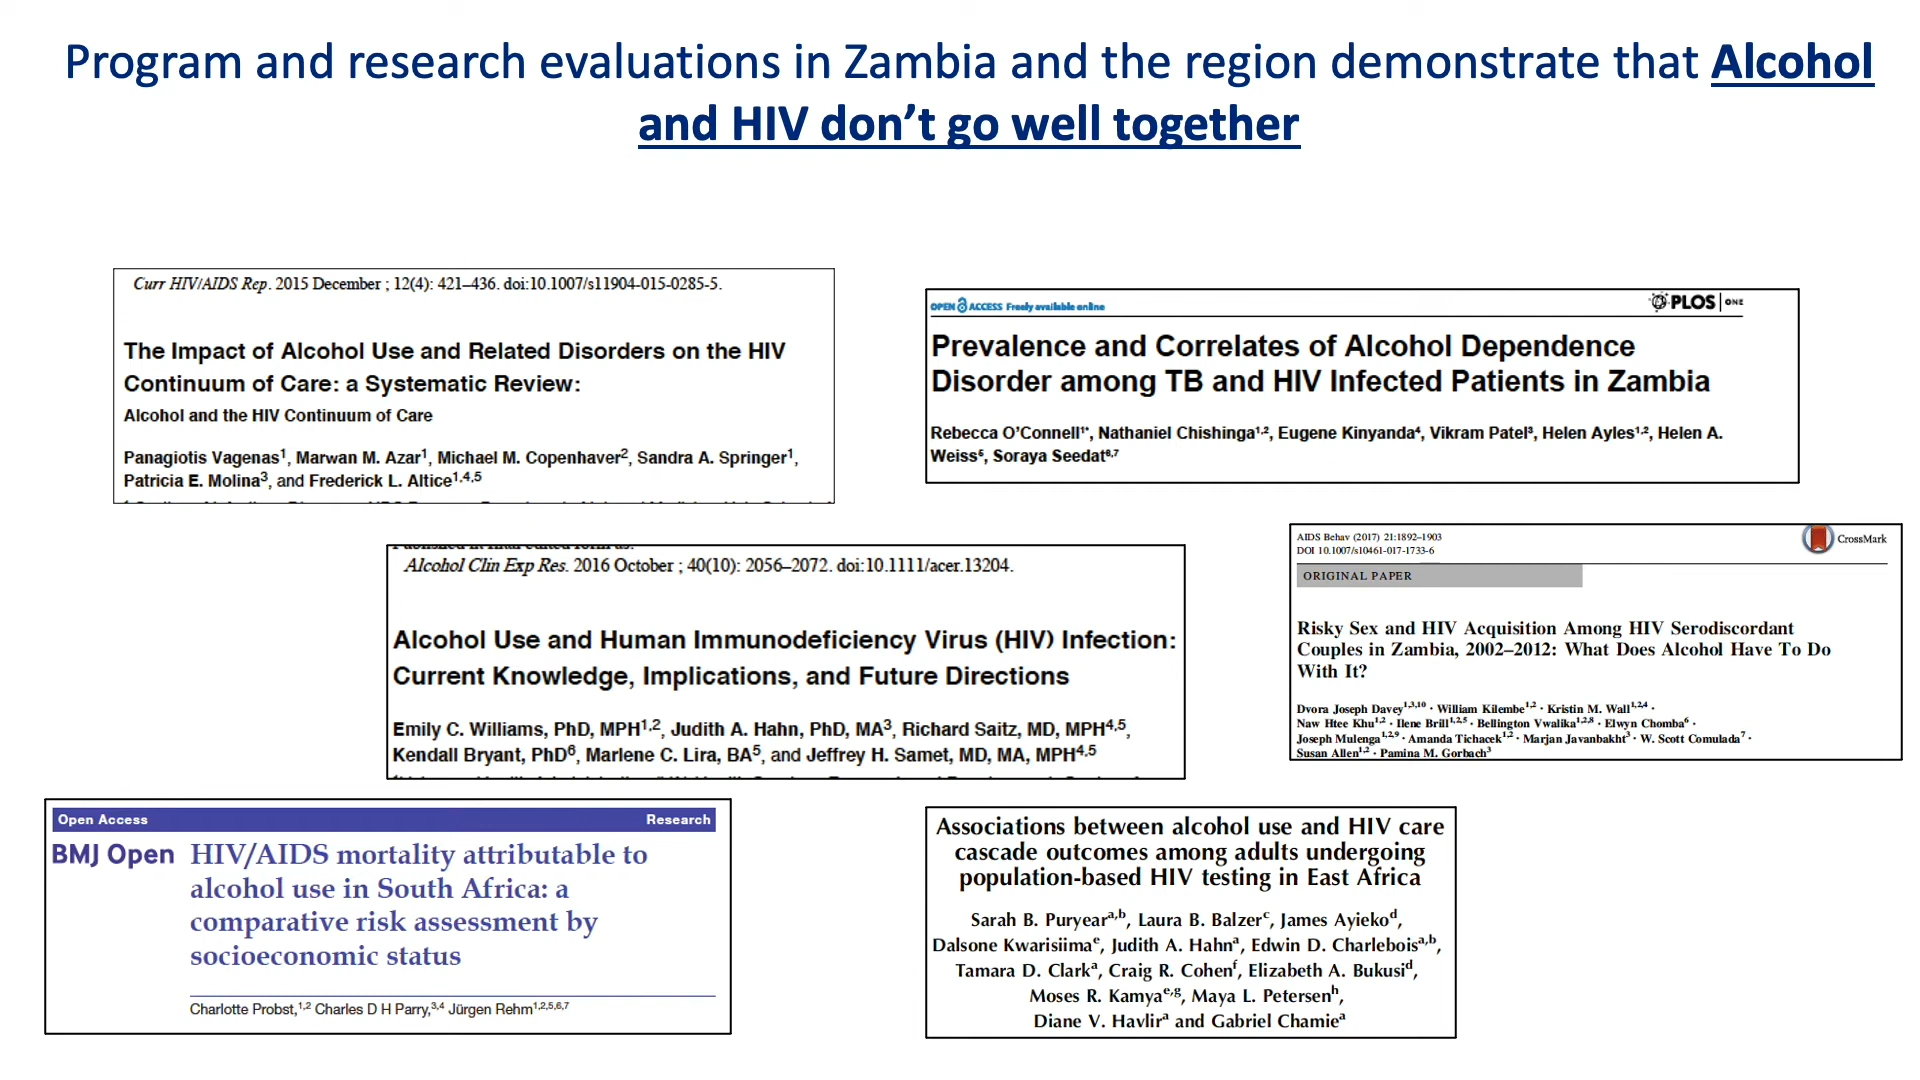 Program and research evaluations in Zambia and the region demonstrate that Alcohol
and HIV don’t go well together
Curr HIV/AIDS Rep. 2015 December ; 12(4): 421–436. doi:10.1007/s11904-015-0285-5.
The Impact of Alcohol Use and Related Disorders on the HIV
Continuum of Care: a Systematic Review:
Alcohol and the HIV Continuum of Care
Panagiotis Vagenas1, Marwan M. Azar1, Michael M. Copenhaver2, Sandra A. Springer1,
Patricia E. Molina3, and Frederick L. Altice1,4,5
OPEN ACCESS Freely available online
PLOS ONE
Prevalence and Correlates of Alcohol Dependence
Disorder among TB and HIV Infected Patients in Zambia
Rebecca O’Connell1*, Nathaniel Chishinga1,2, Eugene Kinyanda4, Vikram Patel3, Helen Ayles1,2, Helen A.
Weiss5, Soraya Seedat6,7
Alcohol Clin Exp Res. 2016 October ; 40(10): 2056–2072. doi:10.1111/acer.13204.
Alcohol Use and Human Immunodeficiency Virus (HIV) Infection:
Current Knowledge, Implications, and Future Directions
Emily C. Williams, PhD, MPH1,2, Judith A. Hahn, PhD, MA3, Richard Saitz, MD, MPH4,5,
Kendall Bryant, PhD6, Marlene C. Lira, BA5, and Jeffrey H. Samet, MD, MA, MPH4,5
AIDS Behav (2017) 21:1892–1903
DOI 10.1007/s10461-017-1733-6
CrossMark
ORIGINAL PAPER
Risky Sex and HIV Acquisition Among HIV Serodiscordant
Couples in Zambia, 2002–2012: What Does Alcohol Have To Do
With It?
Dvora Joseph Davey1,3,10 · William Kilembe1,2 · Kristin M. Wall1,2,4 ·
Naw Htee Khu1,2 · Ilene Brill1,2,5 · Bellington Vwalika1,2,8 · Elwyn Chomba6 ·
Joseph Mulenga1,2,9 · Amanda Tichacek1,2 · Marjan Javanbakht3 · W. Scott Comulada7 ·
Susan Allen1,2 · Pamina M. Gorbach3
Open Access
Research
BMJ Open
HIV/AIDS mortality attributable to
alcohol use in South Africa: a
comparative risk assessment by
socioeconomic status
Charlotte Probst,1,2 Charles D H Parry,3,4 Jürgen Rehm1,2,5,6,7
Associations between alcohol use and HIV care
cascade outcomes among adults undergoing
population-based HIV testing in East Africa
Sarah B. Puryeara,b, Laura B. Balzerc, James Ayiekod,
Dalsone Kwarisiimae, Judith A. Hahna, Edwin D. Charleboisa,b,
Tamara D. Clarka, Craig R. Cohenf, Elizabeth A. Bukusid,
Moses R. Kamyae,g, Maya L. Petersenh,
Diane V. Havlira and Gabriel Chamiea